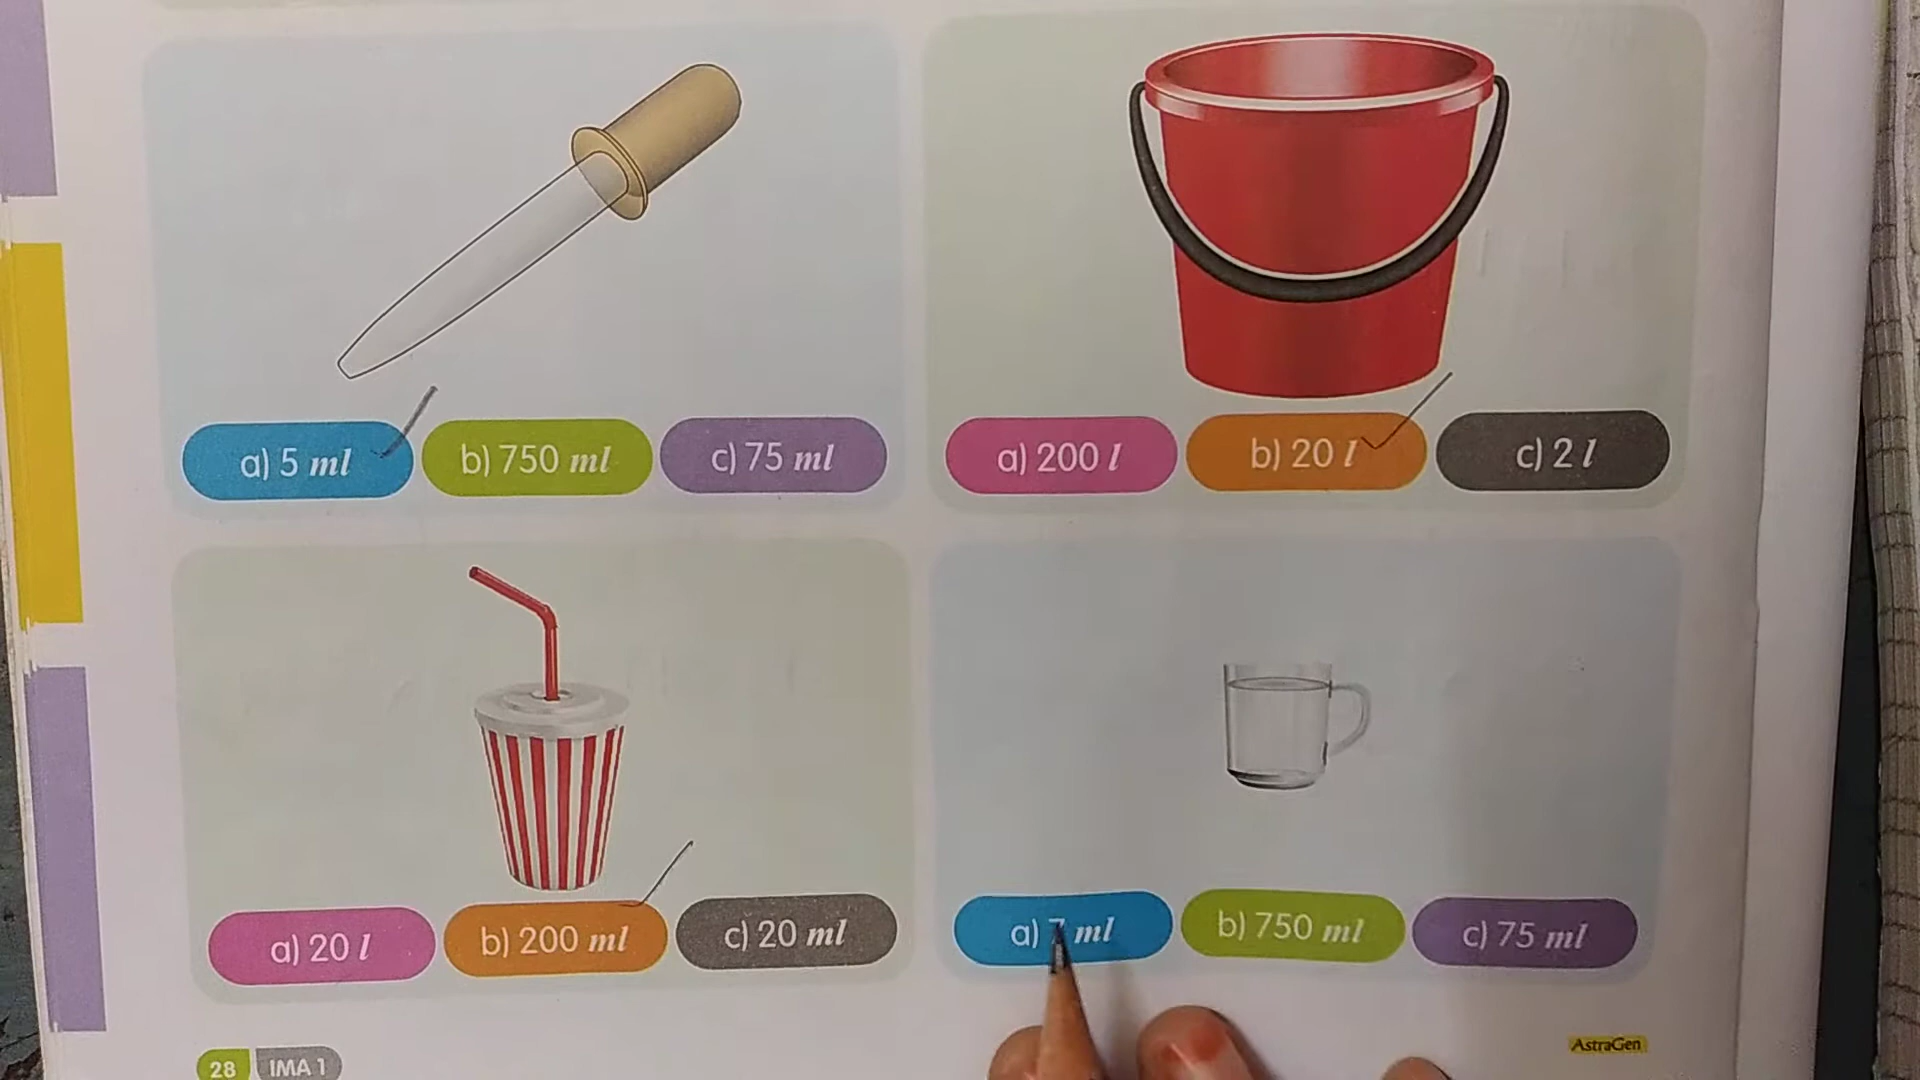 a) 5 ml b) 750 ml c) 75 ml
a) 200 l b) 20 l c) 2 l
a) 20 l b) 200 ml c) 20 ml
a) 7 ml b) 750 ml c) 75 ml
28 IMA 1
AstraGen